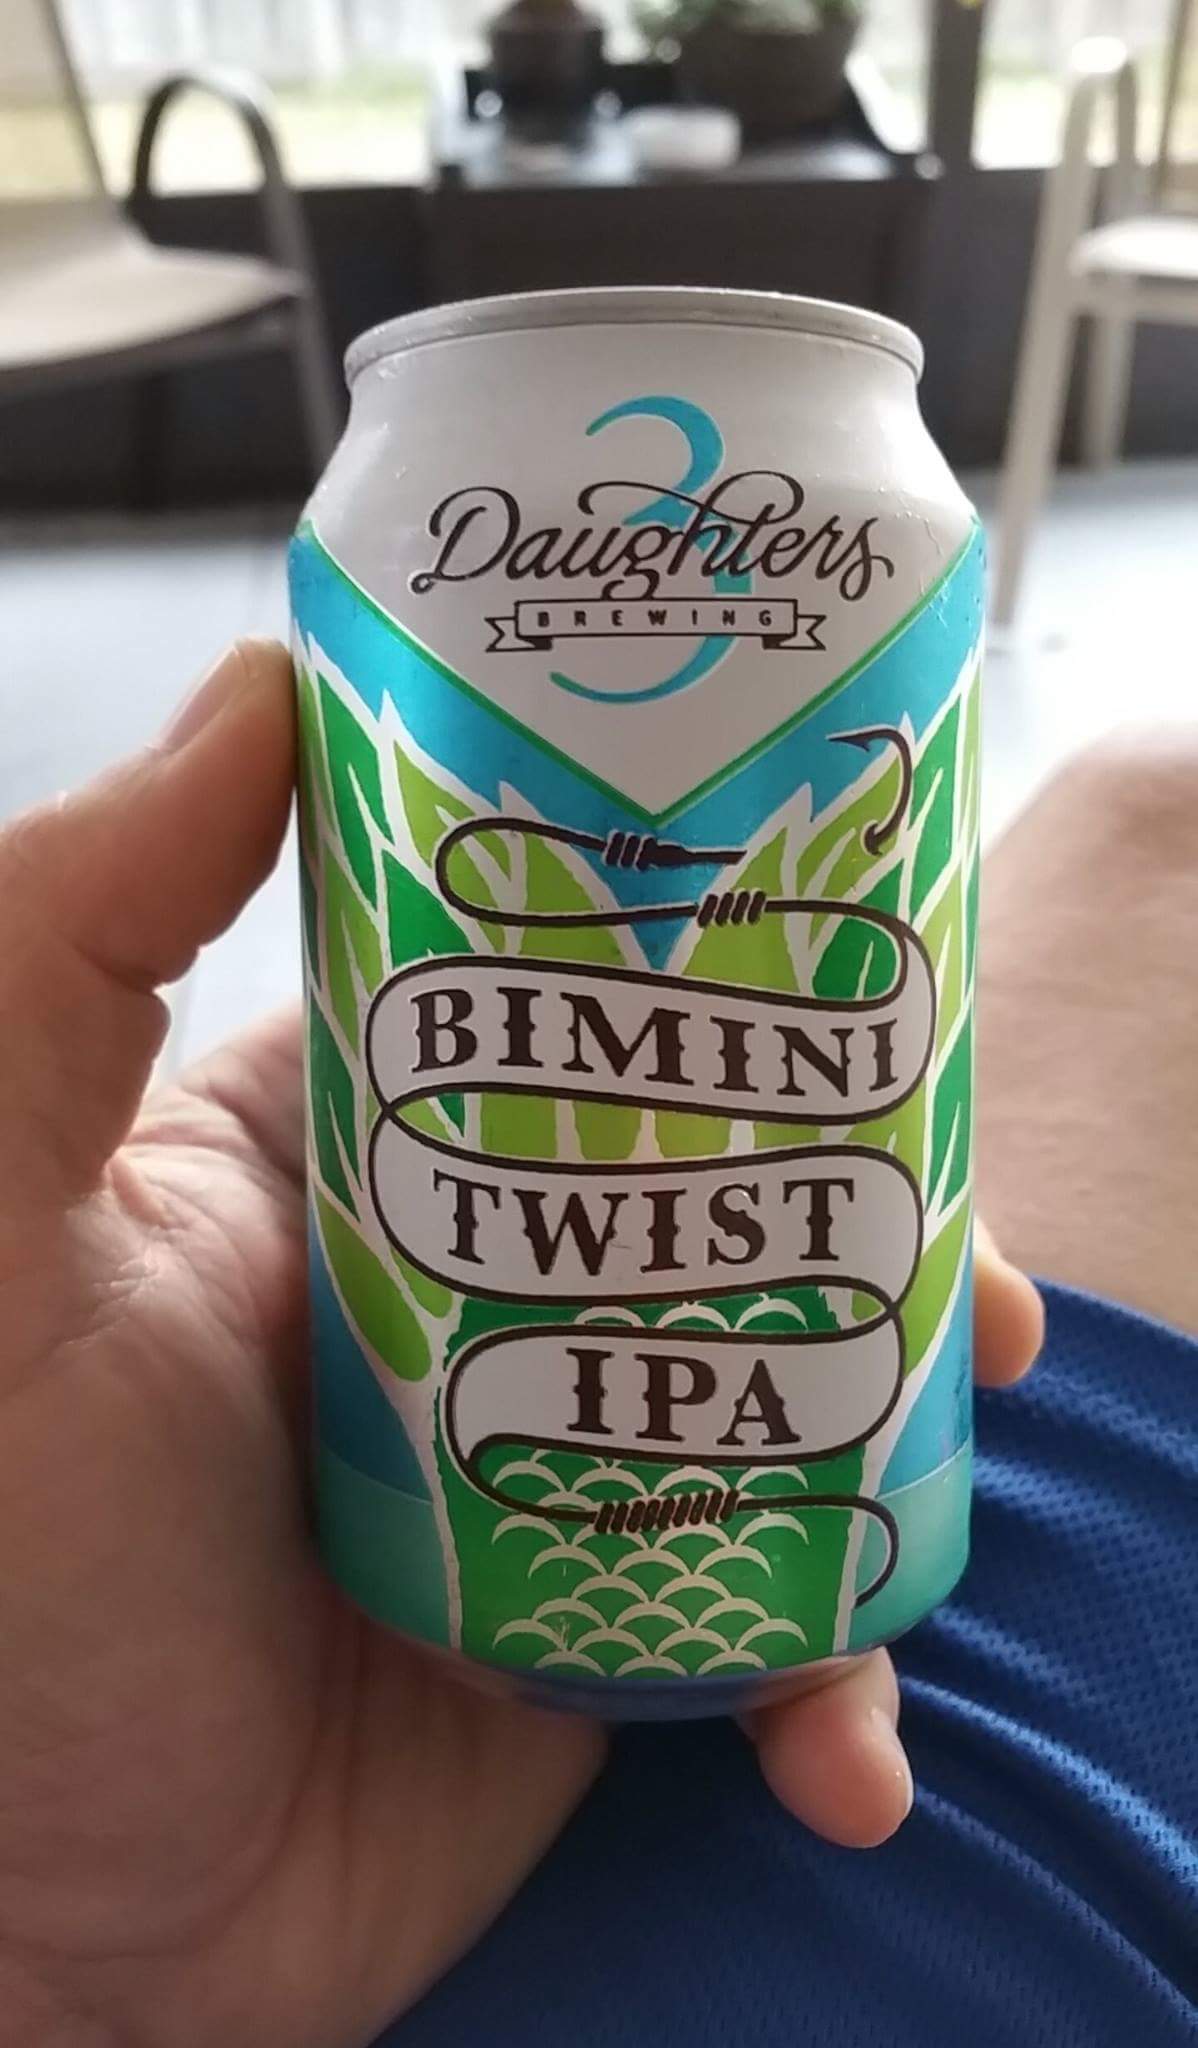 3
Daughters
BREWING
BIMINI
TWIST
IPA